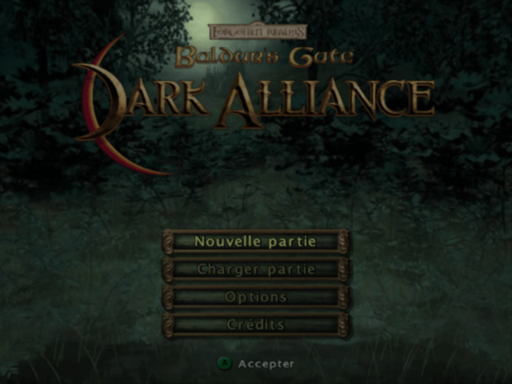 FORGOTTEN REALMS
Baldur's Gate
DARK ALLIANCE
Nouvelle partie
Charger partie
Options
Crédits
Accepter